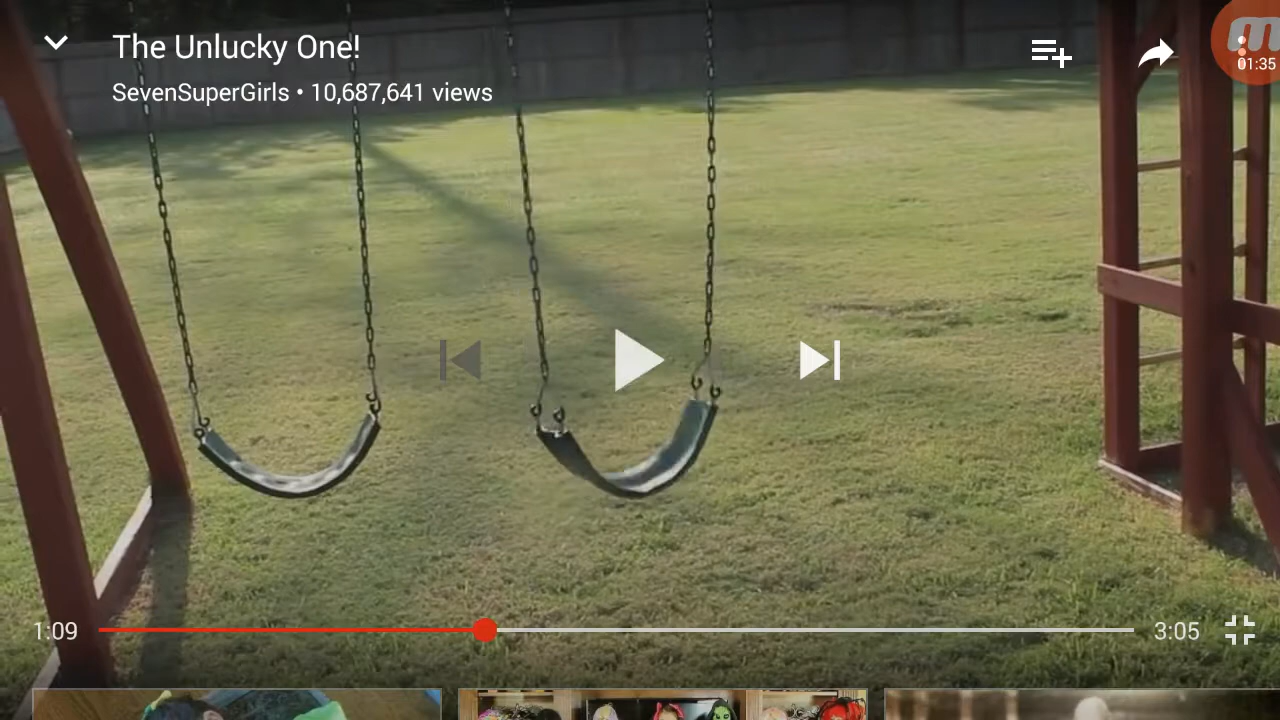 The Unlucky One!
SevenSuperGirls • 10,687,641 views
01:35
1:09
3:05